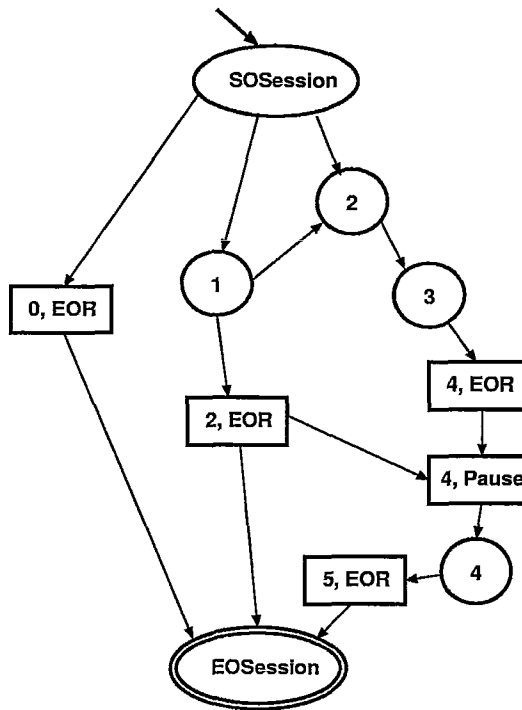 SOSession
2
1
3
0, EOR
4, EOR
2, EOR
4, Pause
4
5, EOR
EOSession